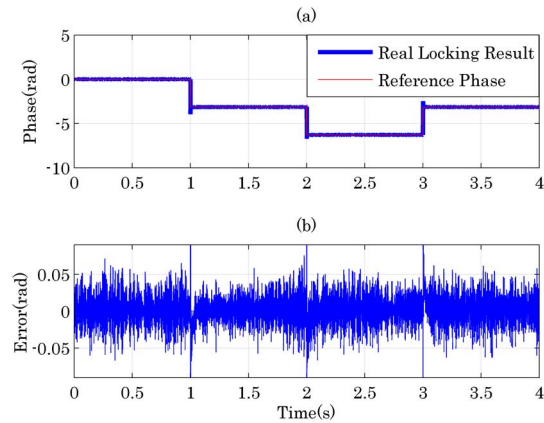 (a)
5
0
-5
-10
Phase(rad)
Real Locking Result
Reference Phase
0 0.5 1 1.5 2 2.5 3 3.5 4
(b)
0.05
0
-0.05
Error(rad)
0 0.5 1 1.5 2 2.5 3 3.5 4
Time(s)